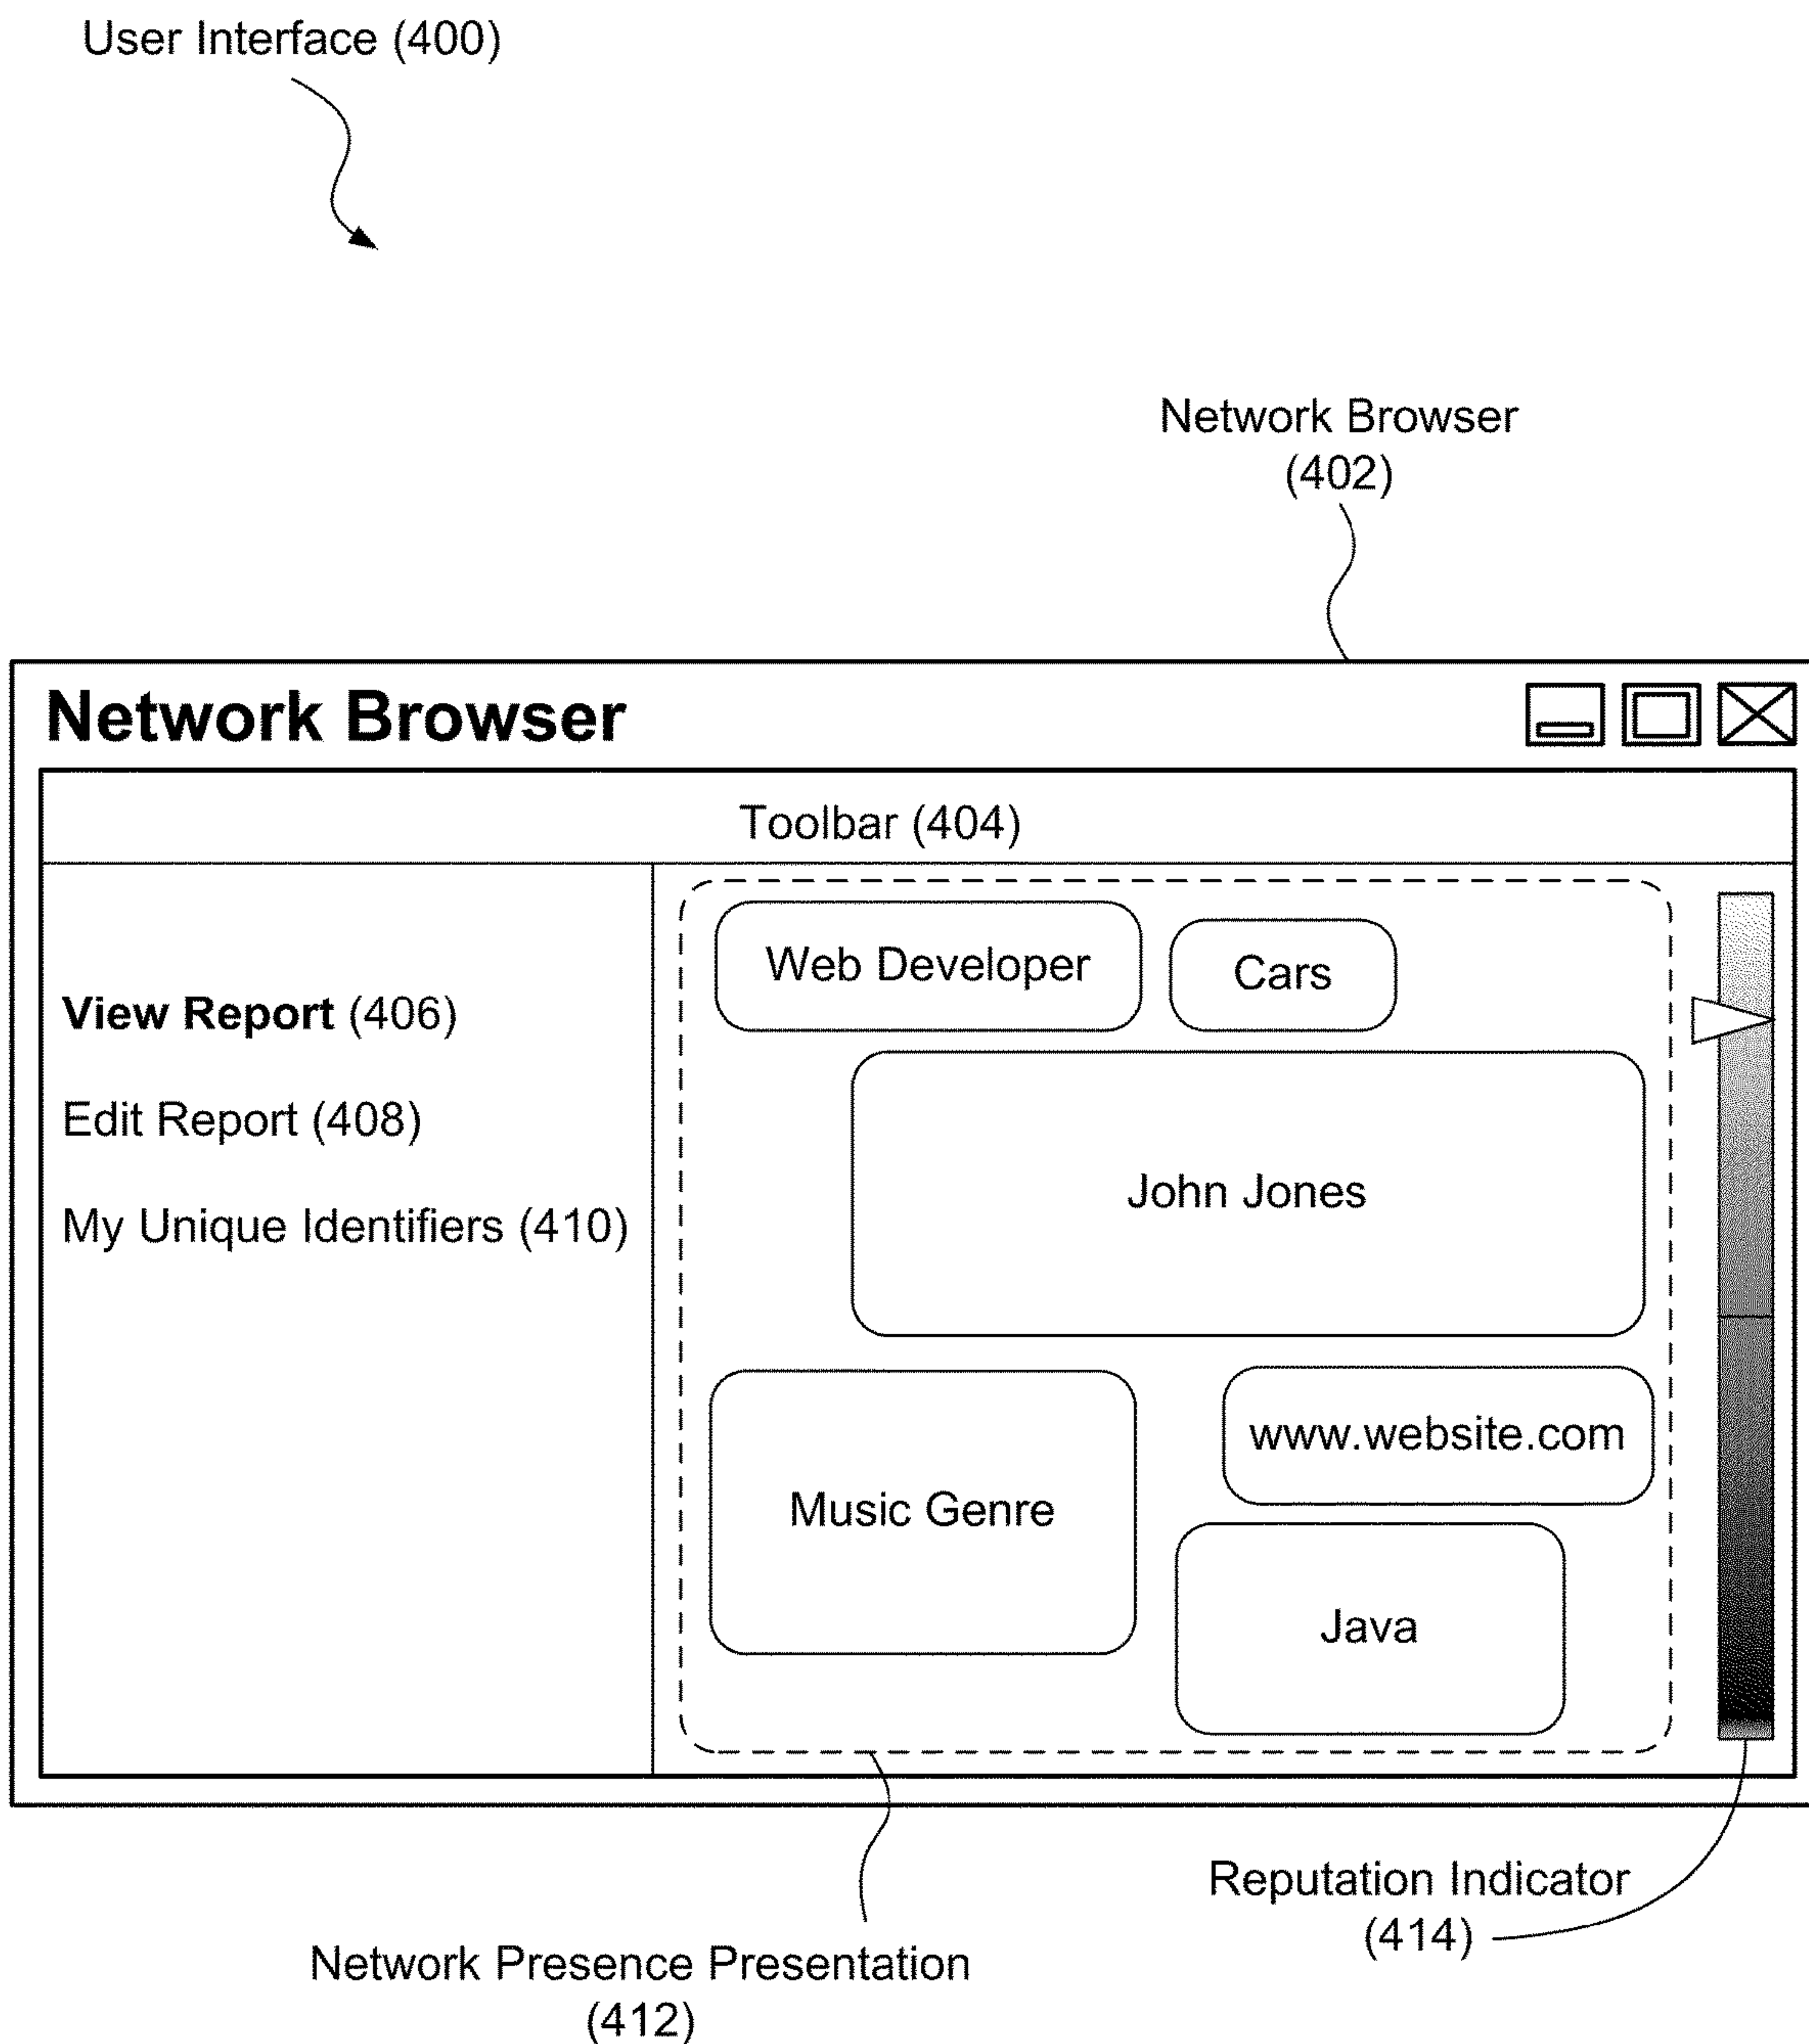 User Interface (400)
Network Browser
(402)
Network Browser
Toolbar (404)
View Report (406)
Edit Report (408)
My Unique Identifiers (410)
Web Developer
Cars
John Jones
www.website.com
Music Genre
Java
Reputation Indicator
(414)
Network Presence Presentation
(412)